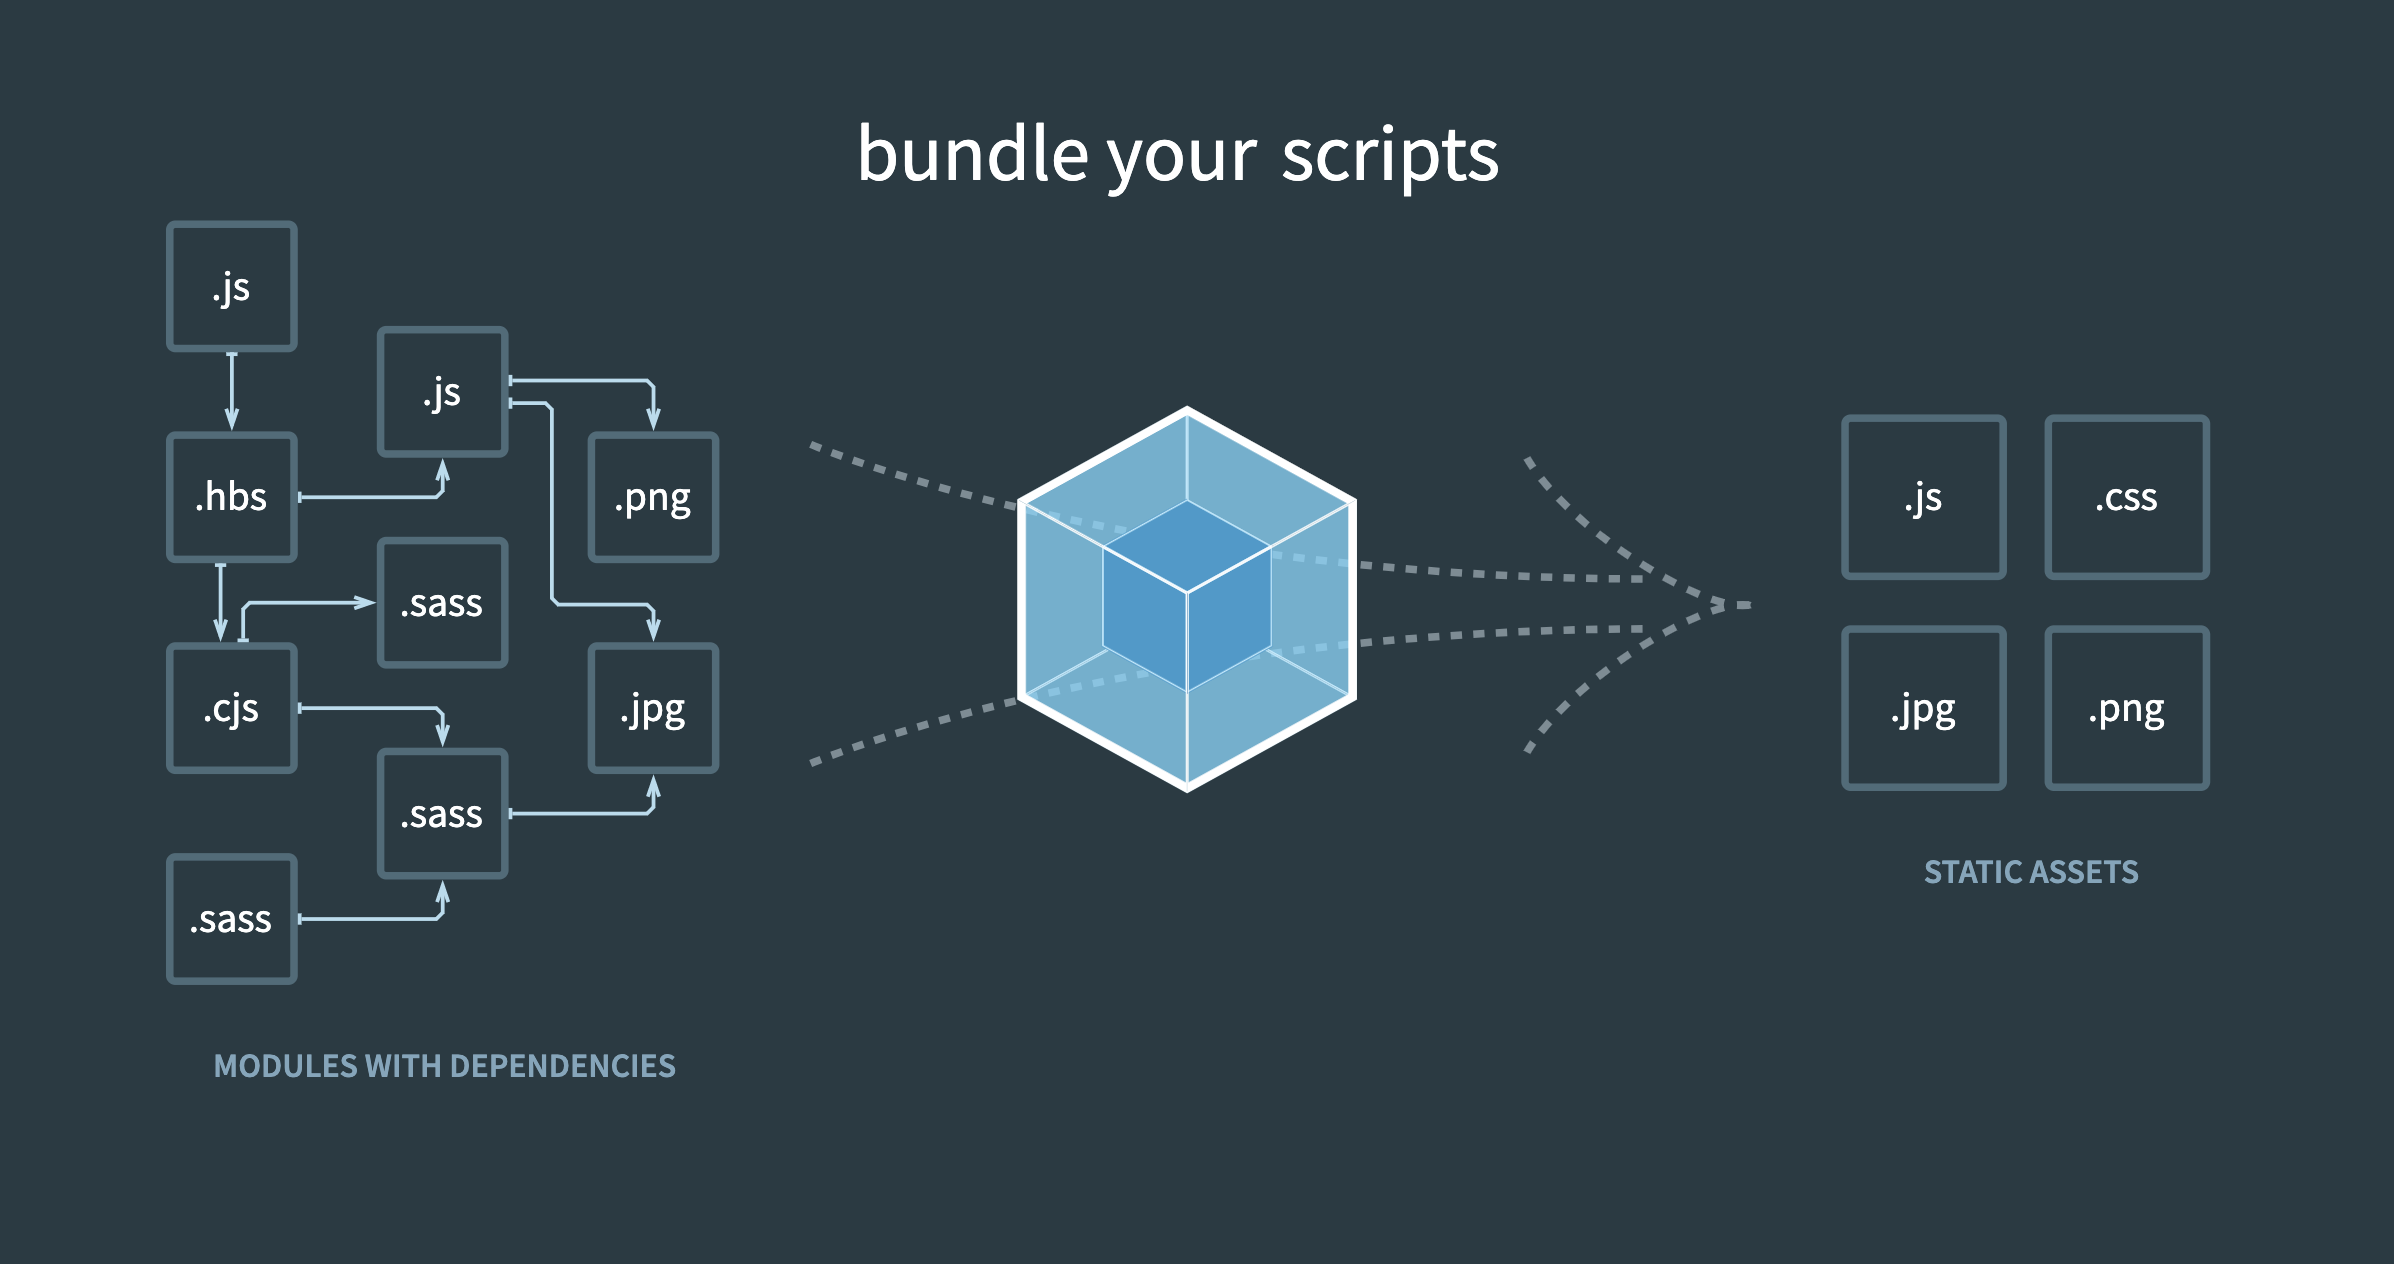 bundle your scripts
.js
.js
.hbs
.png
.sass
.cjs
.jpg
.sass
.sass
MODULES WITH DEPENDENCIES
.js
.css
.jpg
.png
STATIC ASSETS